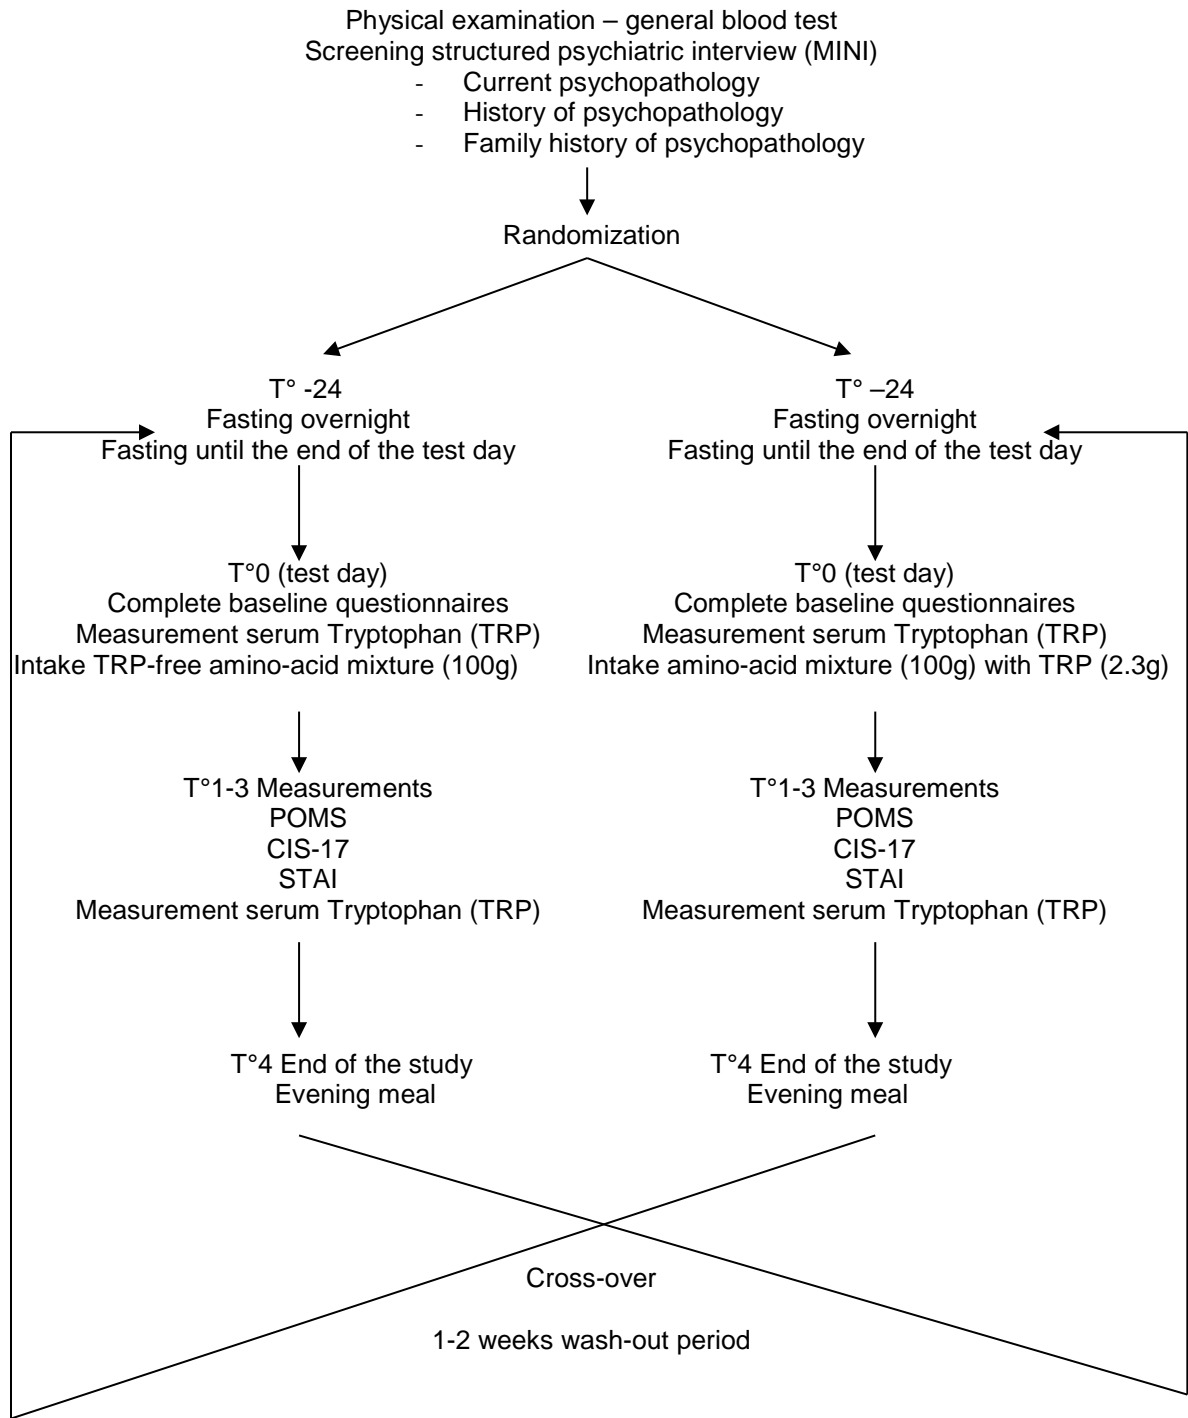 Physical examination – general blood test
Screening structured psychiatric interview (MINI)
- Current psychopathology
- History of psychopathology
- Family history of psychopathology
Randomization
T° -24
Fasting overnight
Fasting until the end of the test day
T°0 (test day)
Complete baseline questionnaires
Measurement serum Tryptophan (TRP)
Intake TRP-free amino-acid mixture (100g)
T°1-3 Measurements
POMS
CIS-17
STAI
Measurement serum Tryptophan (TRP)
T°4 End of the study
Evening meal
T° –24
Fasting overnight
Fasting until the end of the test day
T°0 (test day)
Complete baseline questionnaires
Measurement serum Tryptophan (TRP)
Intake amino-acid mixture (100g) with TRP (2.3g)
T°1-3 Measurements
POMS
CIS-17
STAI
Measurement serum Tryptophan (TRP)
T°4 End of the study
Evening meal
Cross-over
1-2 weeks wash-out period